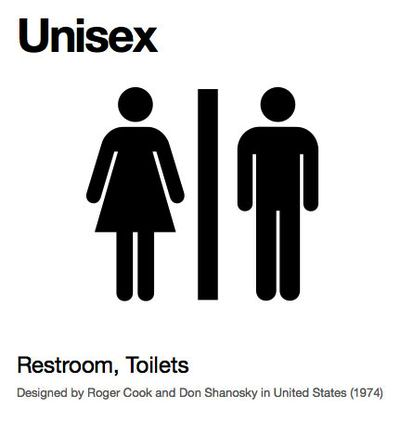 Unisex
Restroom, Toilets
Designed by Roger Cook and Don Shanosky in United States (1974)